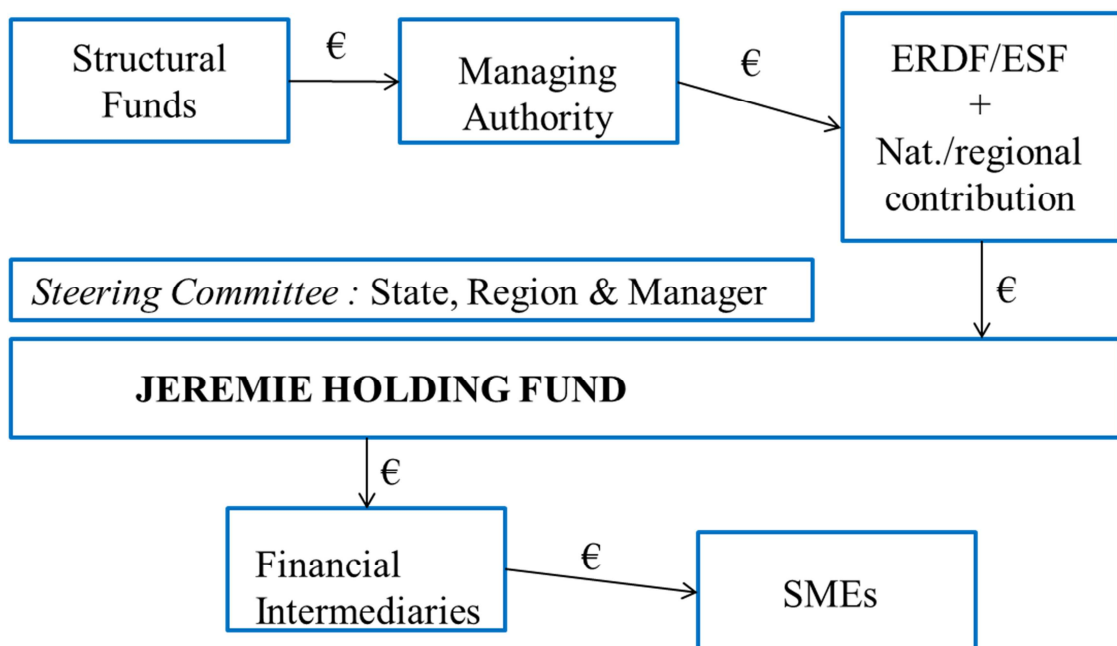 Structural
Funds
€
Managing
Authority
€
ERDF/ESF
+
Nat./regional
contribution
€
Steering Committee : State, Region & Manager
JEREMIE HOLDING FUND
€
Financial
Intermediaries
€
SMEs